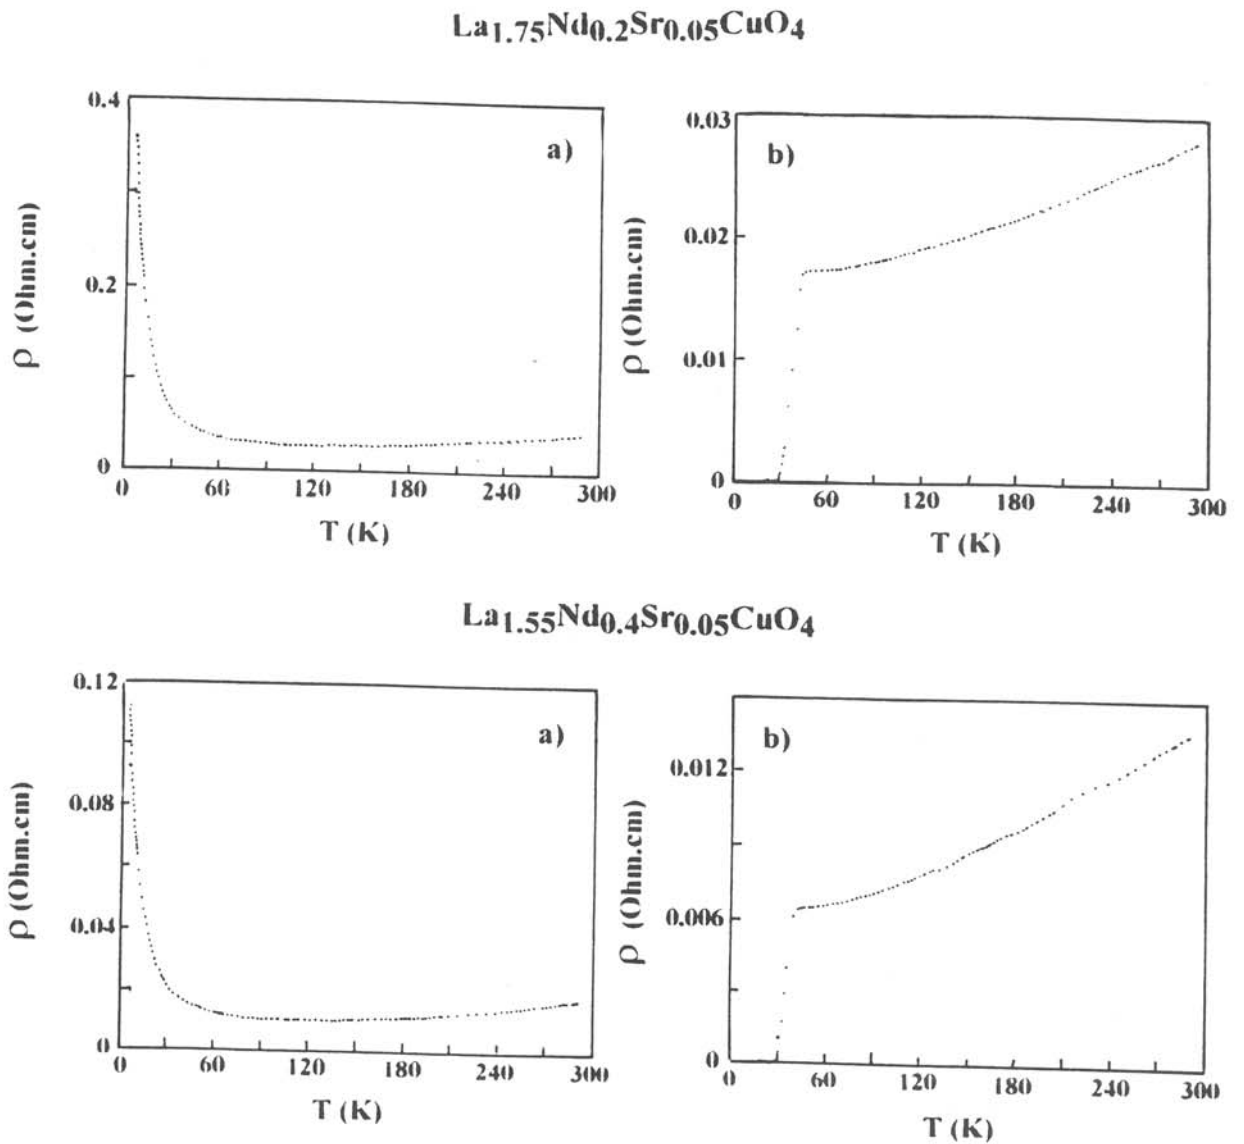 La1.75Nd0.2Sr0.05CuO4
0.4
0.2
0
ρ (Ohm.cm)
a)
0 60 120 180 240 300
T (K)
0.03
0.02
0.01
0
ρ (Ohm.cm)
b)
0 60 120 180 240 300
T (K)
La1.55Nd0.4Sr0.05CuO4
0.12
0.08
0.04
0
ρ (Ohm.cm)
a)
0 60 120 180 240 300
T (K)
0.012
0.006
0
ρ (Ohm.cm)
b)
0 60 120 180 240 300
T (K)